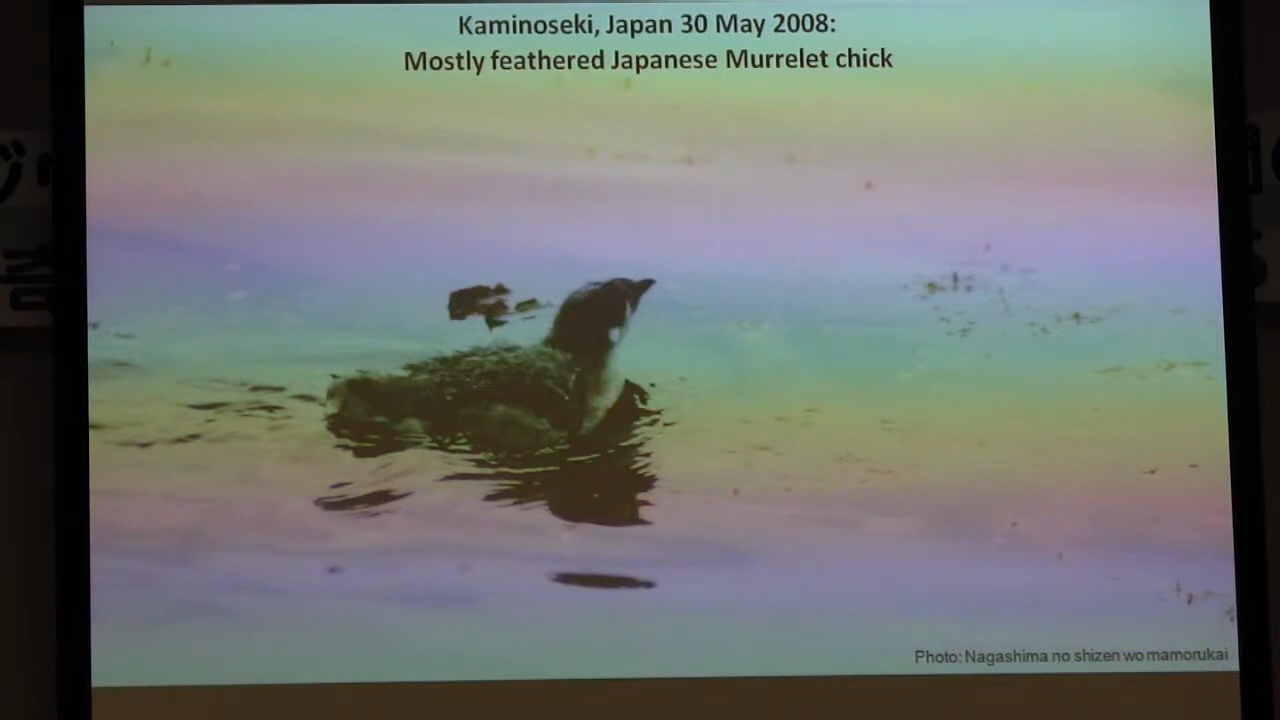 Kaminoseki, Japan 30 May 2008:
Mostly feathered Japanese Murrelet chick
Photo: Nagashima no shizen wo mamorukai